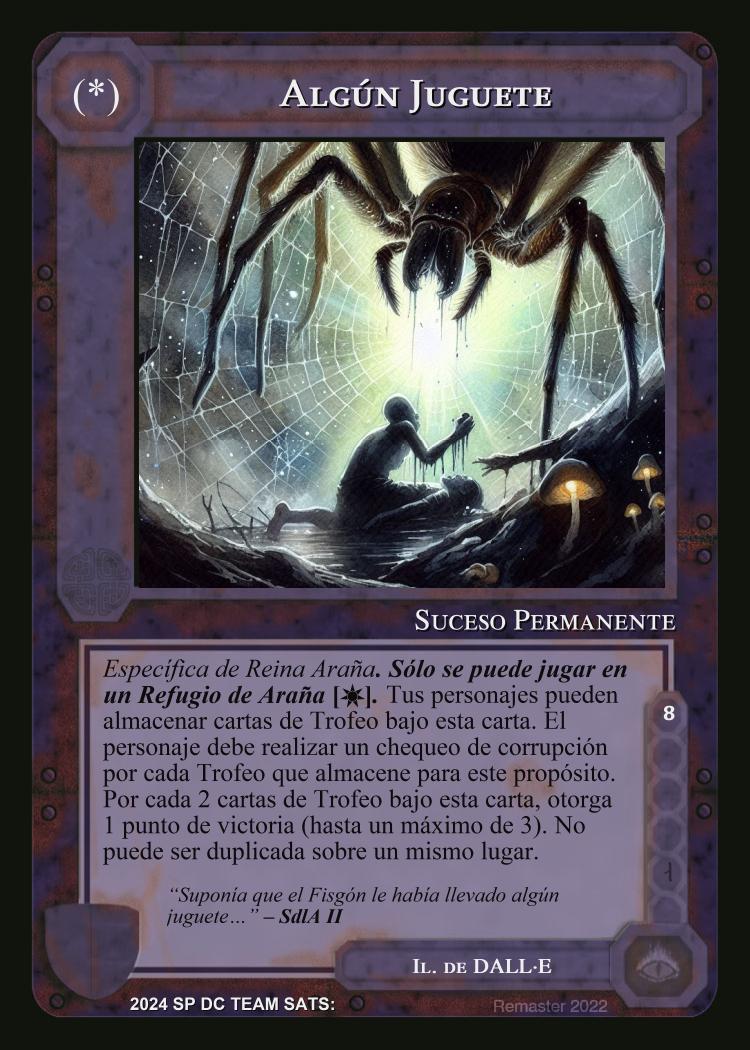 (*)
Algún Juguete
Suceso Permanente
Específica de Reina Araña. Sólo se puede jugar en
un Refugio de Araña [☀]. Tus personajes pueden
almacenar cartas de Trofeo bajo esta carta. El
personaje debe realizar un chequeo de corrupción
por cada Trofeo que almacene para este propósito.
Por cada 2 cartas de Trofeo bajo esta carta, otorga
1 punto de victoria (hasta un máximo de 3). No
puede ser duplicada sobre un mismo lugar.
8
“Suponía que el Fisgón le había llevado algún
juguete…” – SdlA II
Il. de DALL·E
2024 SP DC TEAM SATS:
Remaster 2022